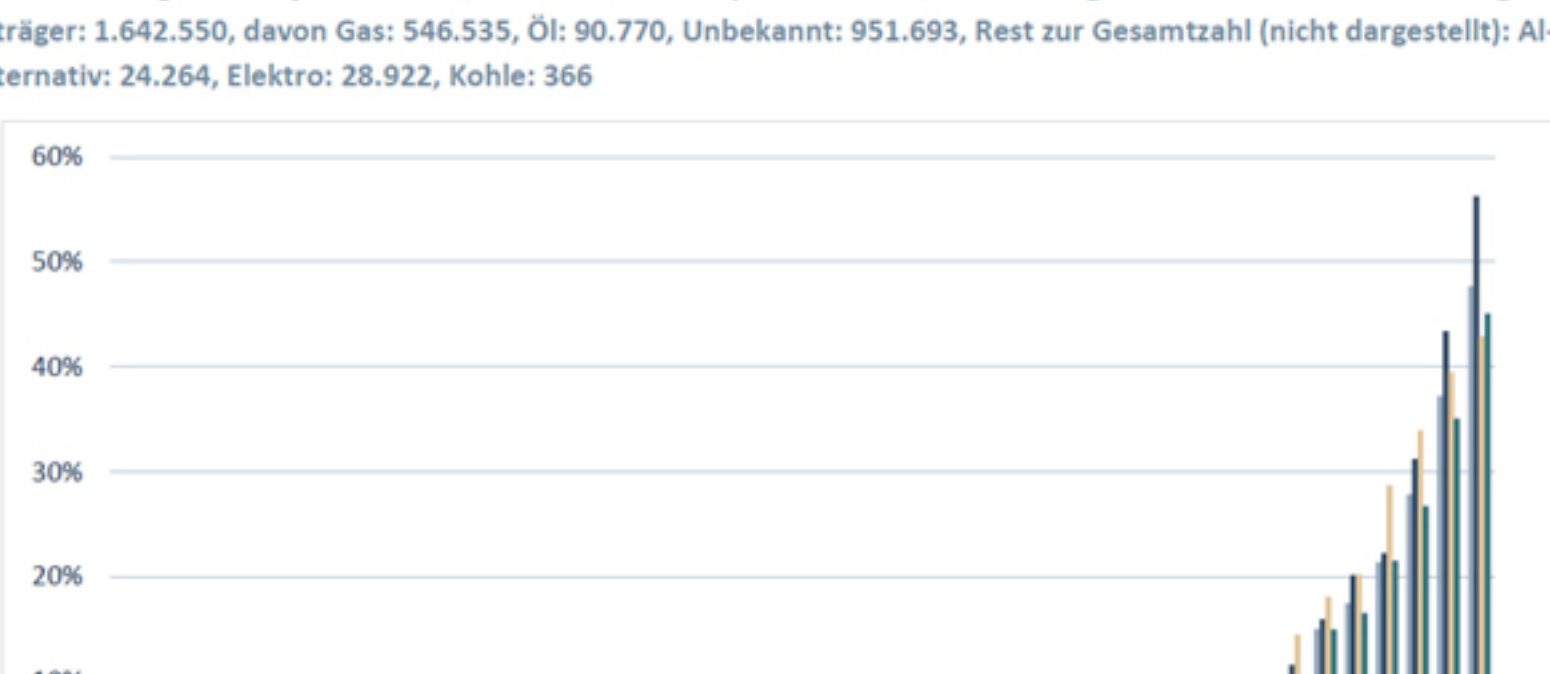 träger: 1.642.550, davon Gas: 546.535, Öl: 90.770, Unbekannt: 951.693, Rest zur Gesamtzahl (nicht dargestellt): Al-
ternativ: 24.264, Elektro: 28.922, Kohle: 366
60%
50%
40%
30%
20%